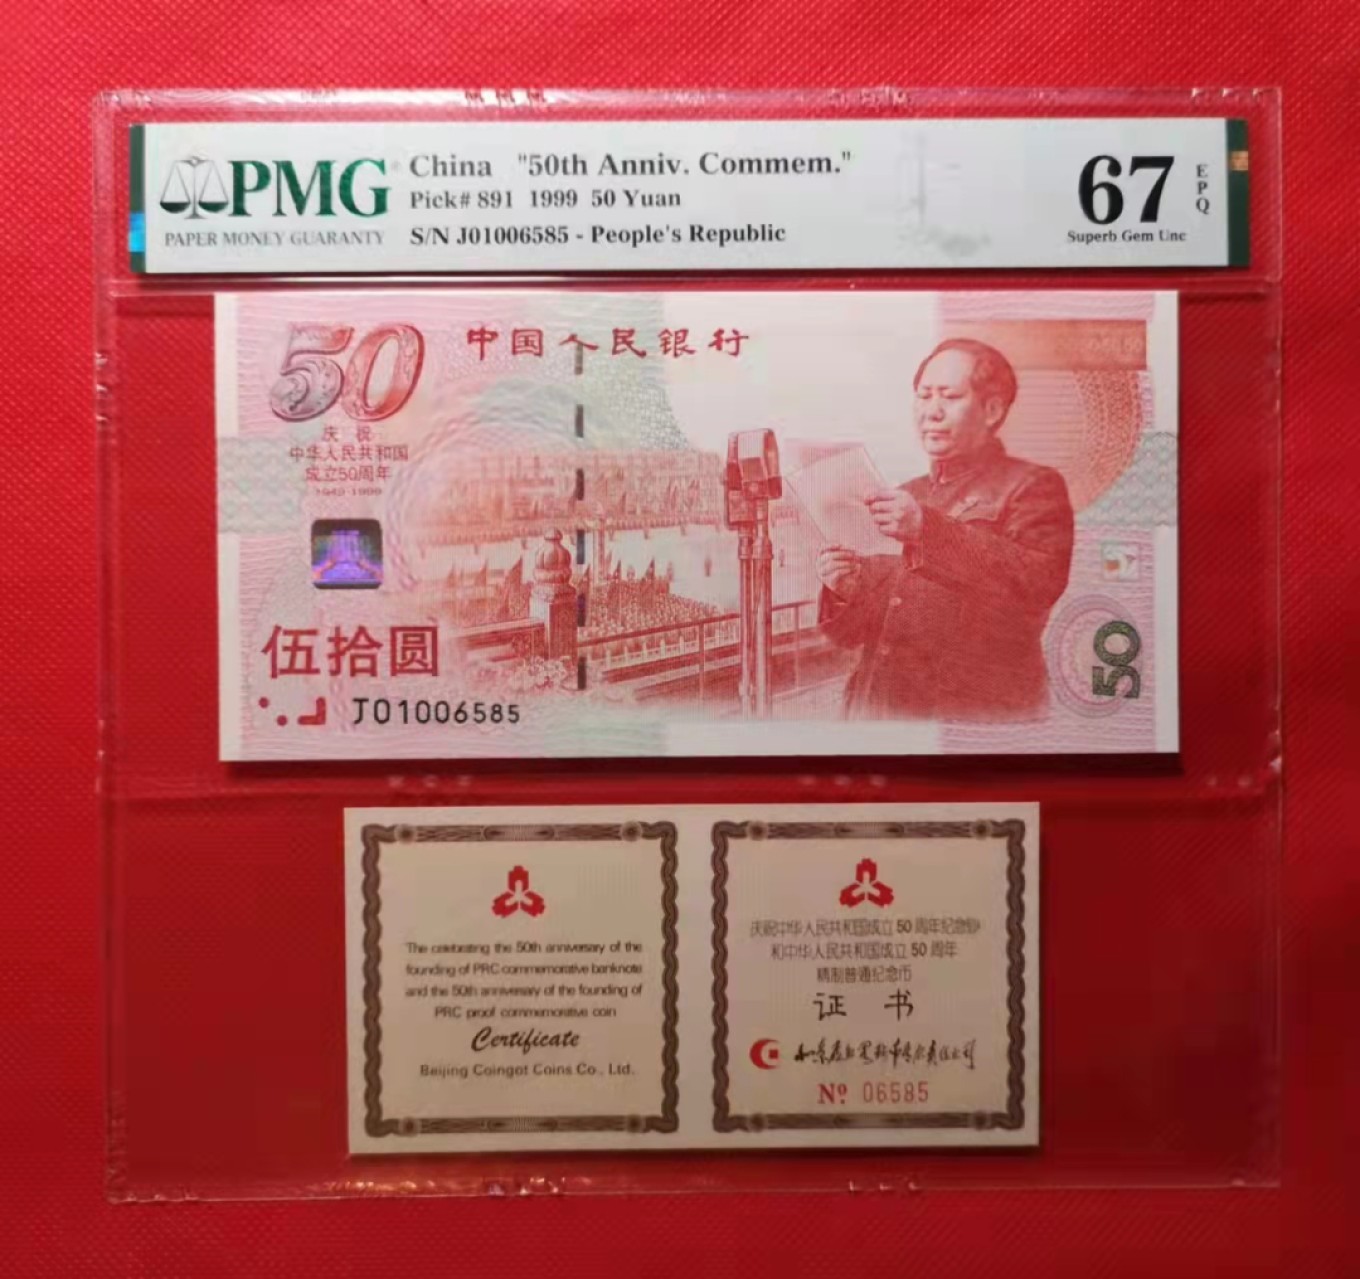 PMG
PAPER MONEY GUARANTY
China "50th Anniv. Commem."
Pick# 891 1999 50 Yuan
S/N J01006585 - People's Republic
67
EPQ
Superb Gem Unc
50
中国人民银行
庆祝
中华人民共和国
成立50周年
1949-1999
伍拾圆
J01006585
50
The celebrating the 50th anniversary of the
founding of PRC commemorative banknote
and the 50th anniversary of the founding of
PRC proof commemorative coin
Certificate
Beijing Coingot Coins Co., Ltd.
庆祝中华人民共和国成立50周年纪念钞
和中华人民共和国成立50周年
精制普通纪念币
证书
Nº 06585